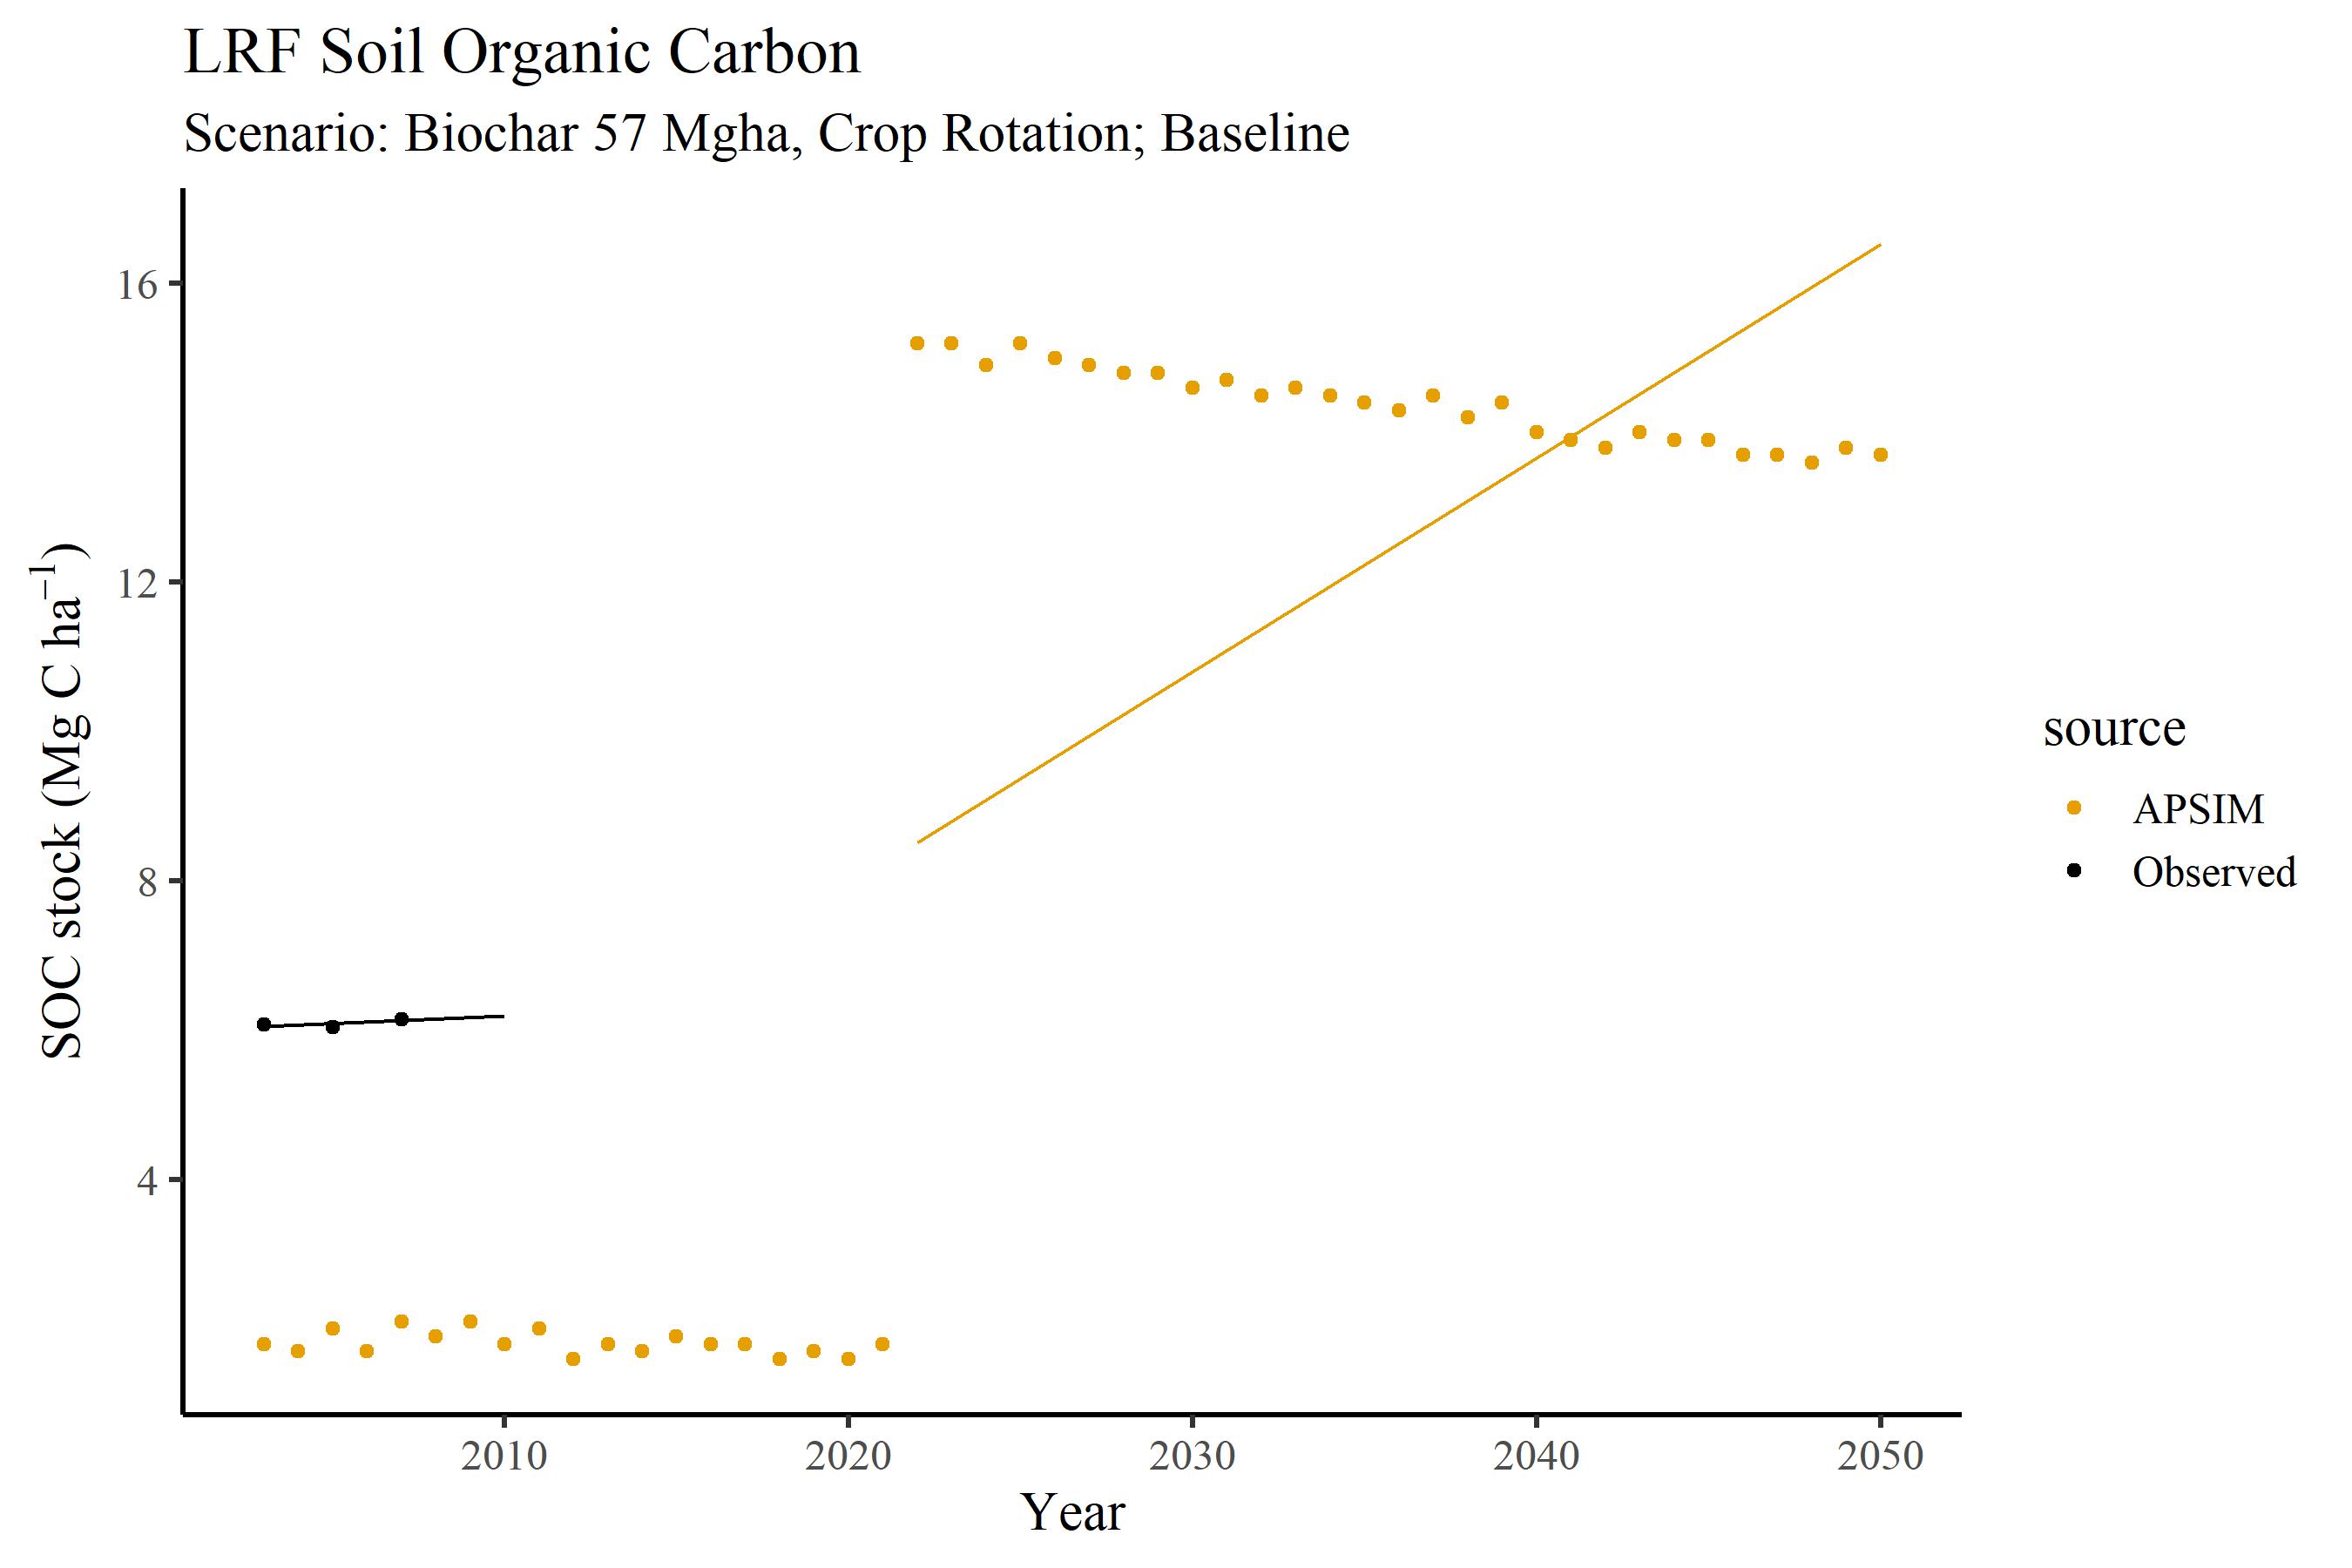 LRF Soil Organic Carbon
Scenario: Biochar 57 Mgha, Crop Rotation; Baseline
SOC stock (Mg C ha⁻¹)
16
12
8
4
2010
2020
2030
2040
2050
Year
source
APSIM
Observed